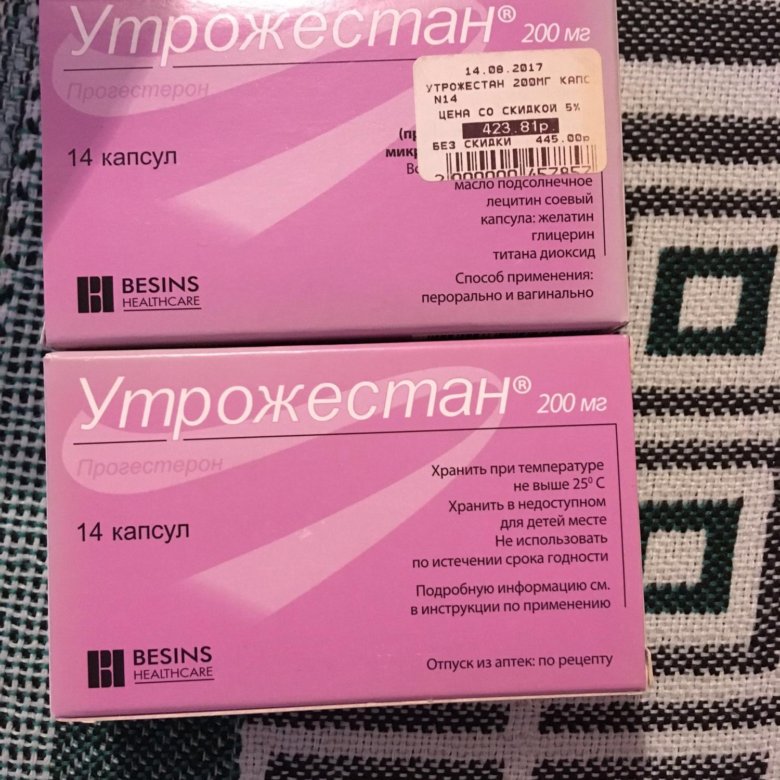 Утрожестан® 200 мг
Прогестерон
14 капсул
14.08.2017
УТРОЖЕСТАН 200МГ КАПС
N14
ЦЕНА СО СКИДКОЙ 5%
423.81р.
БЕЗ СКИДКИ 445.00р
масло подсолнечное
лецитин соевый
капсула: желатин
глицерин
титана диоксид
Способ применения:
перорально и вагинально
BESINS
HEALTHCARE
Утрожестан® 200 мг
Прогестерон
14 капсул
Хранить при температуре
не выше 25⁰ С
Хранить в недоступном
для детей месте
Не использовать
по истечении срока годности
Подробную информацию см.
в инструкции по применению
Отпуск из аптек: по рецепту
BESINS
HEALTHCARE